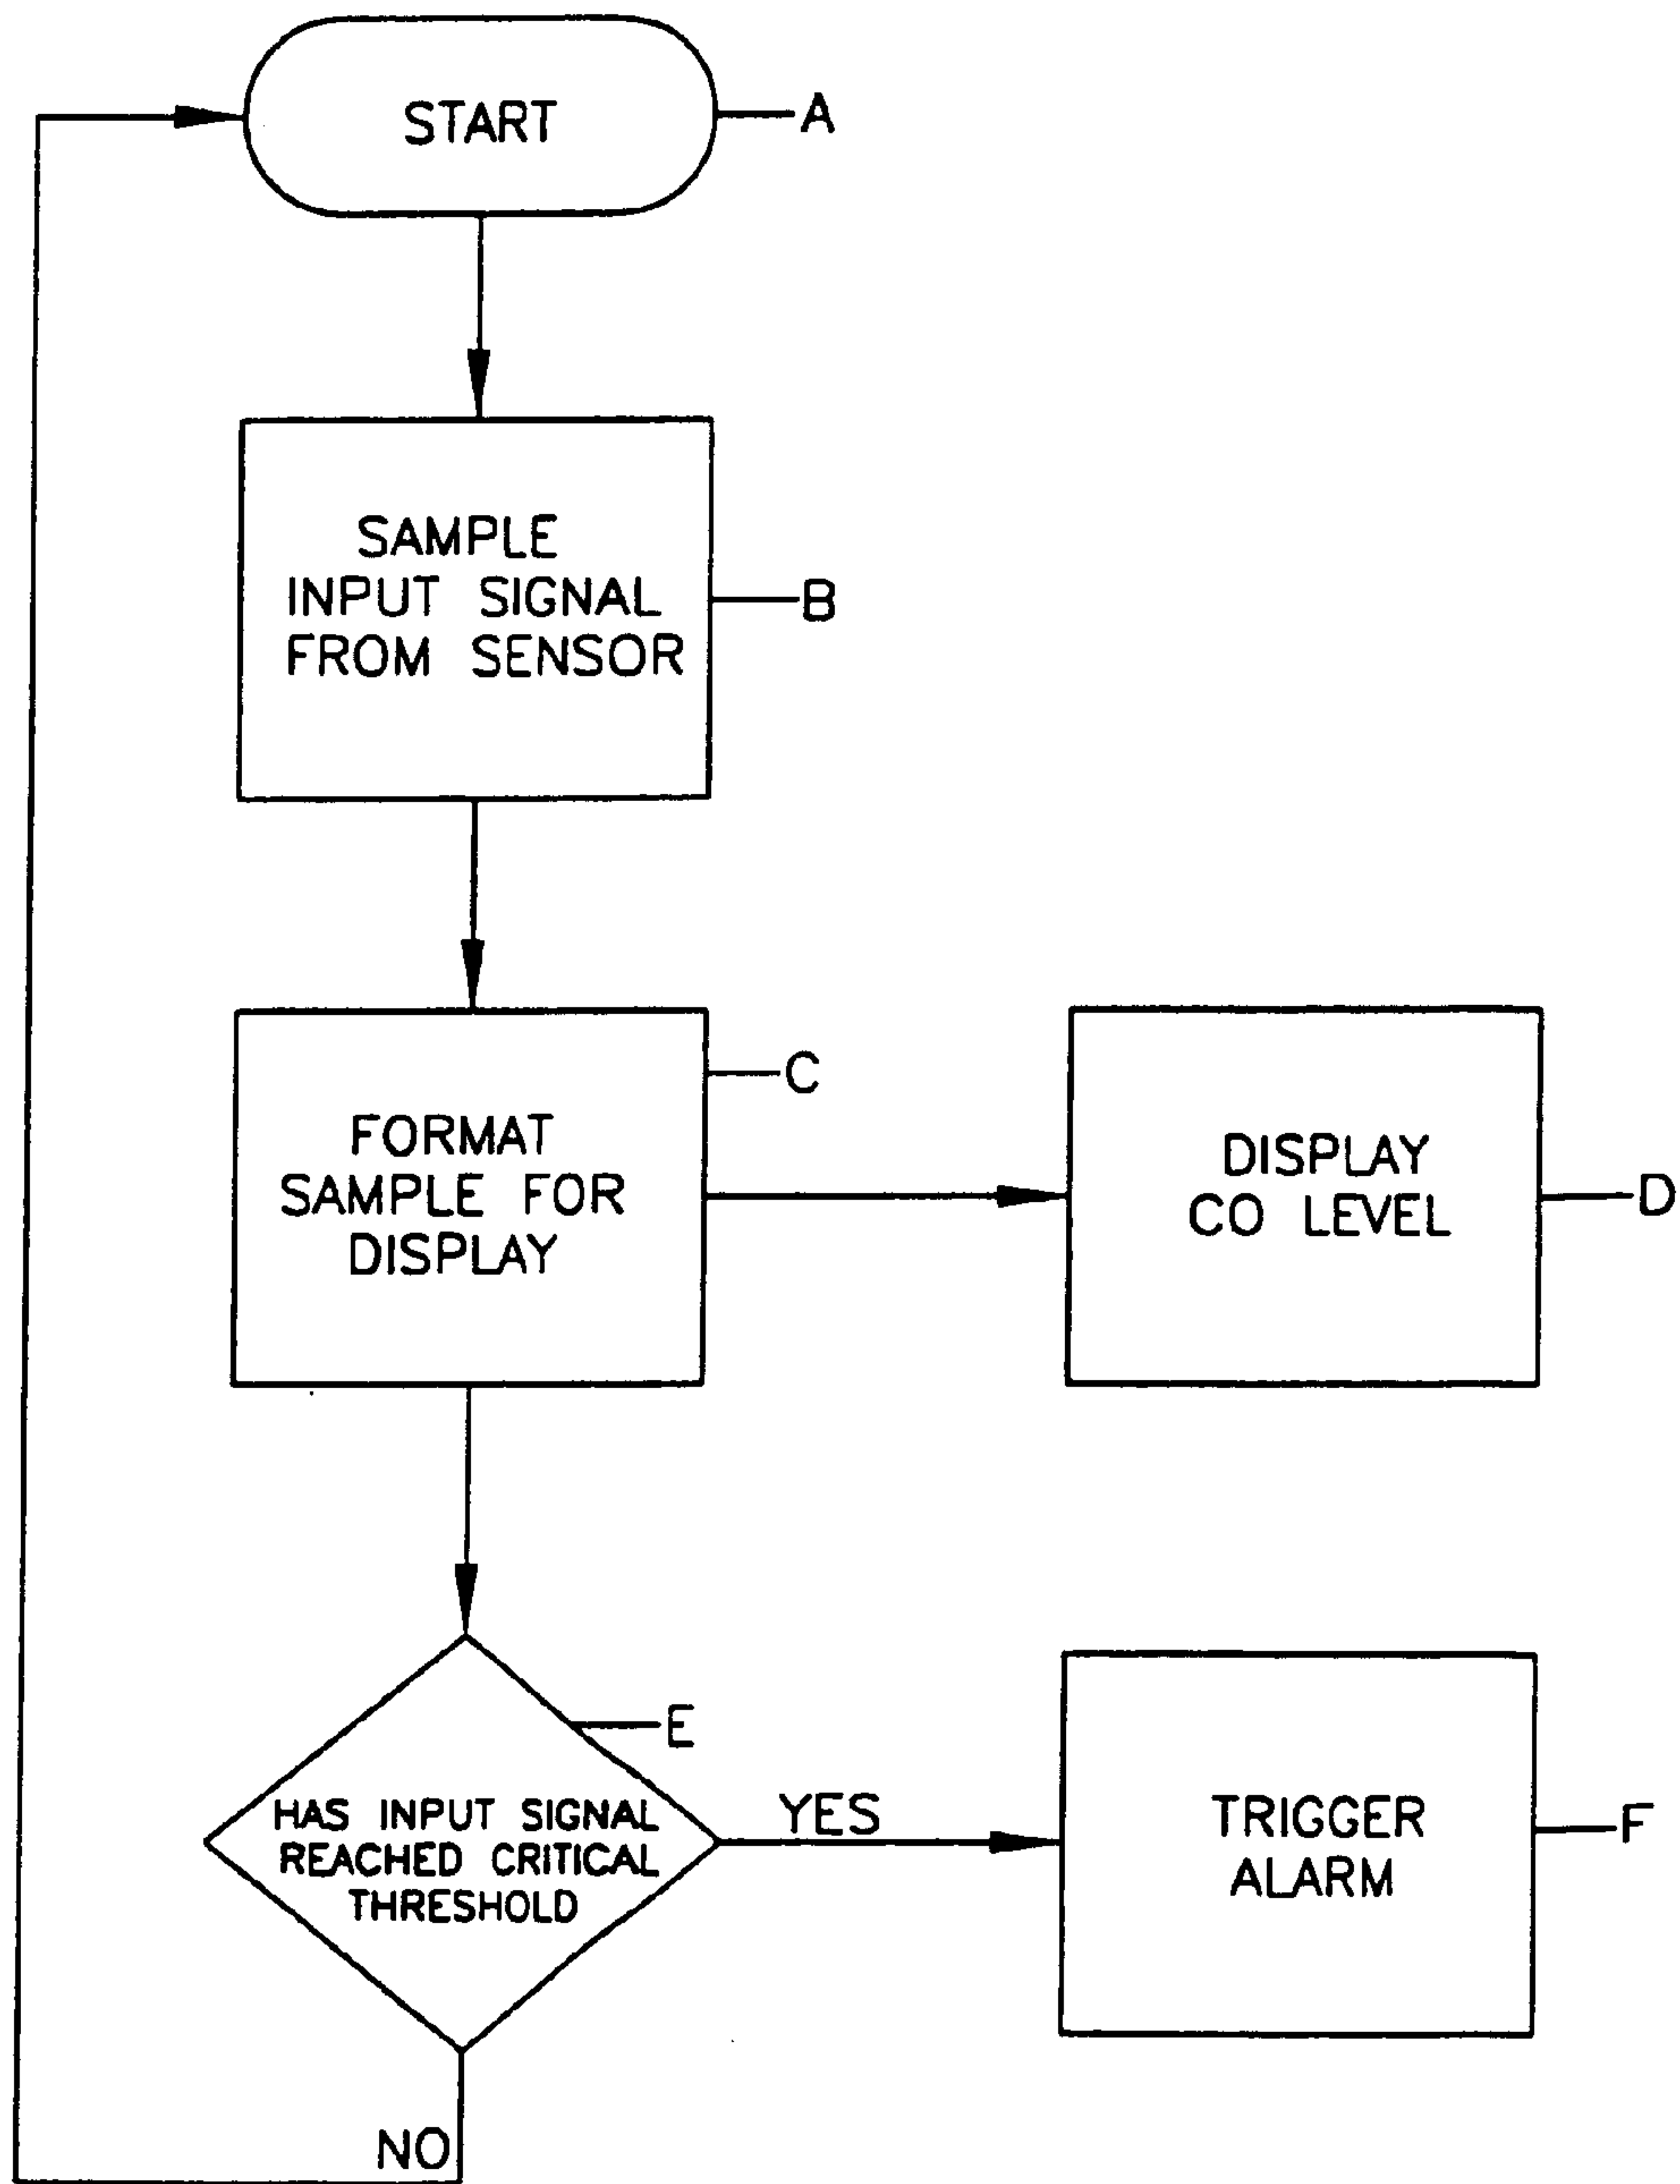 START
A
SAMPLE
INPUT SIGNAL
FROM SENSOR
B
C
FORMAT
SAMPLE FOR
DISPLAY
DISPLAY
CO LEVEL
D
E
HAS INPUT SIGNAL
REACHED CRITICAL
THRESHOLD
YES
TRIGGER
ALARM
F
NO